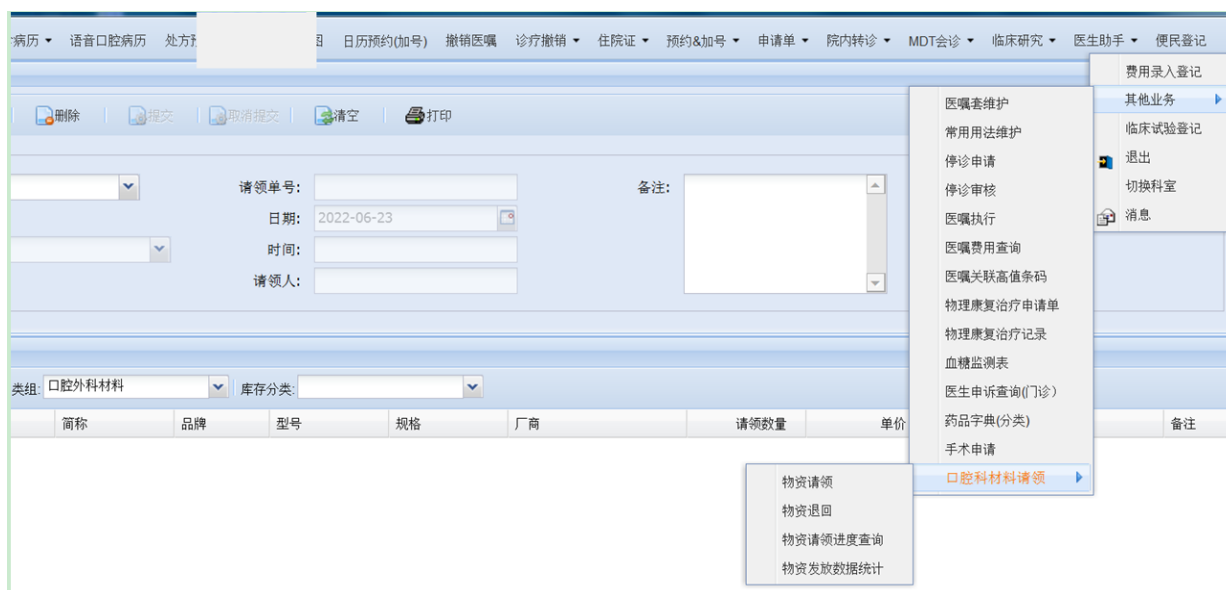 病历 语音口腔病历 处方 日历预约(加号) 撤销医嘱 诊疗撤销 住院证 预约&加号 申请单 院内转诊 MDT会诊 临床研究 医生助手 便民登记
费用录入登记
其他业务
临床试验登记
退出
切换科室
消息
医嘱套维护
常用用法维护
停诊申请
停诊审核
医嘱执行
医嘱费用查询
医嘱关联高值条码
物理康复治疗申请单
物理康复治疗记录
血糖监测表
医生申诉查询(门诊)
药品字典(分类)
手术申请
口腔科材料请领
物资请领
物资退回
物资请领进度查询
物资发放数据统计
删除 提交 取消提交 清空 打印
请领单号: 备注:
日期: 2022-06-23
时间:
请领人:
类组: 口腔外科材料 库存分类:
简称 品牌 型号 规格 厂商 请领数量 单价 备注